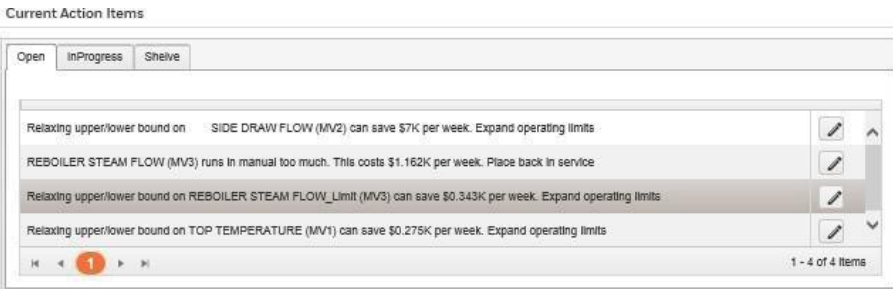 Current Action Items
Open InProgress Shelve
Relaxing upper/lower bound on SIDE DRAW FLOW (MV2) can save $7K per week. Expand operating limits
REBOILER STEAM FLOW (MV3) runs in manual too much. This costs $1.162K per week. Place back in service
Relaxing upper/lower bound on REBOILER STEAM FLOW_Limit (MV3) can save $0.343K per week. Expand operating limits
Relaxing upper/lower bound on TOP TEMPERATURE (MV1) can save $0.275K per week. Expand operating limits
1 1 - 4 of 4 items